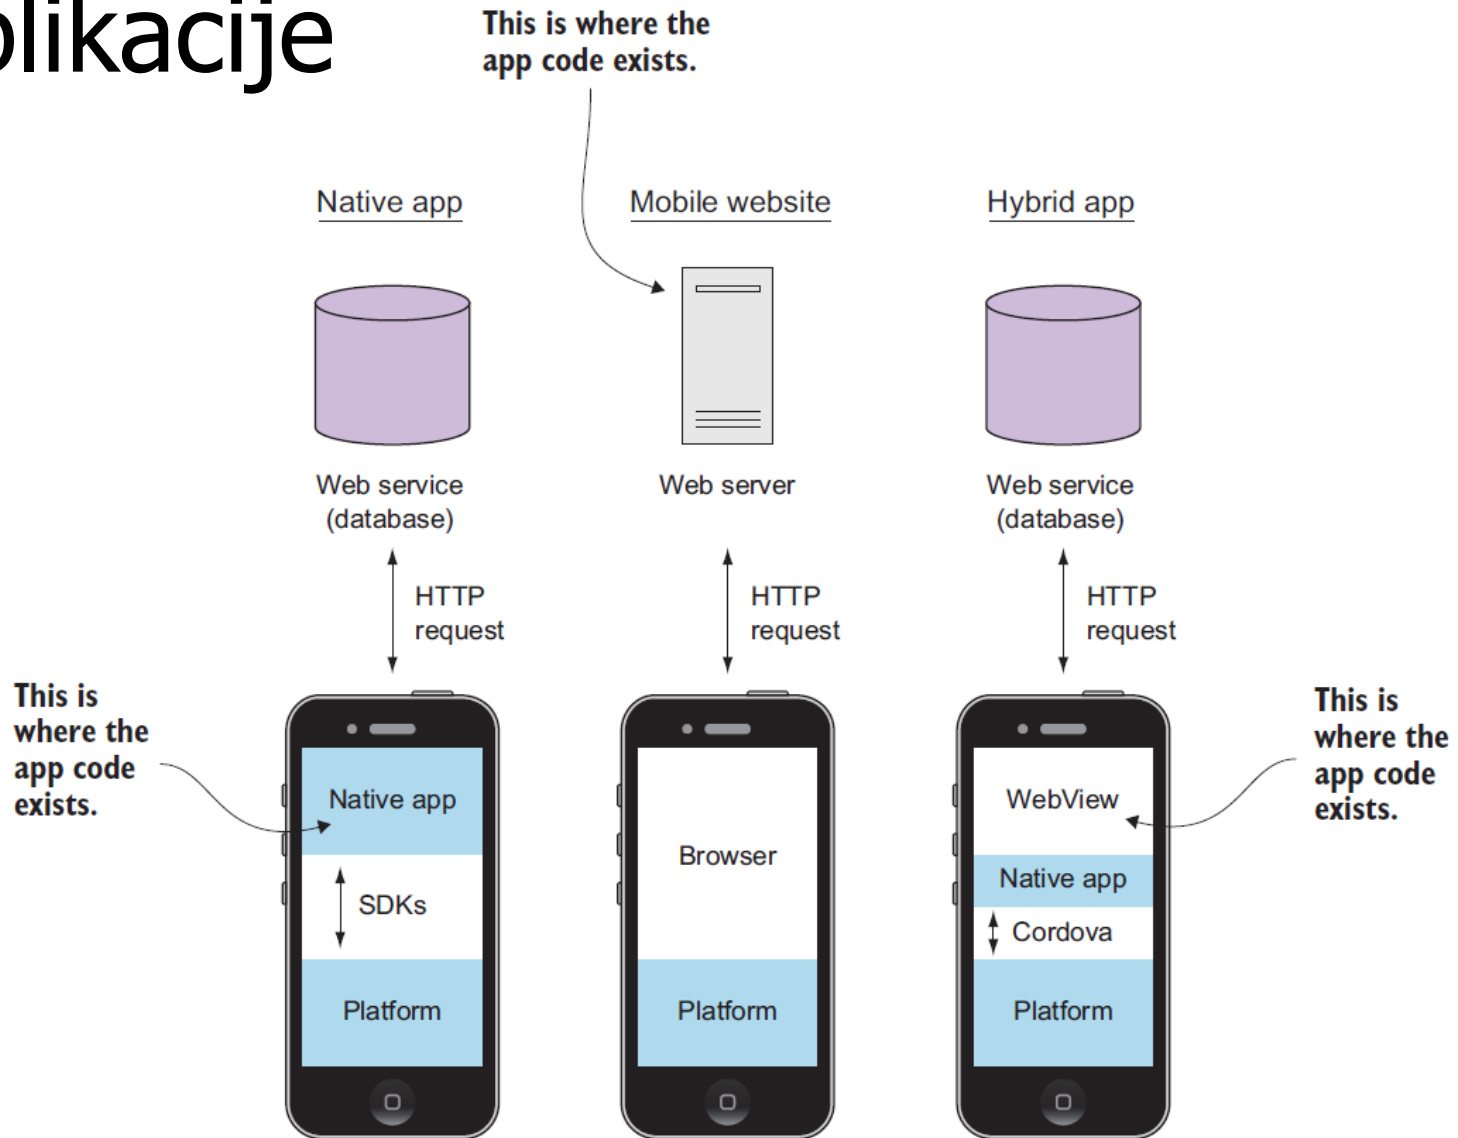 This is where the
app code exists.
Native app
Mobile website
Hybrid app
Web service
(database)
Web server
Web service
(database)
HTTP
request
HTTP
request
HTTP
request
This is
where the
app code
exists.
Native app
SDKs
Platform
Browser
Platform
WebView
Native app
Cordova
Platform
This is
where the
app code
exists.